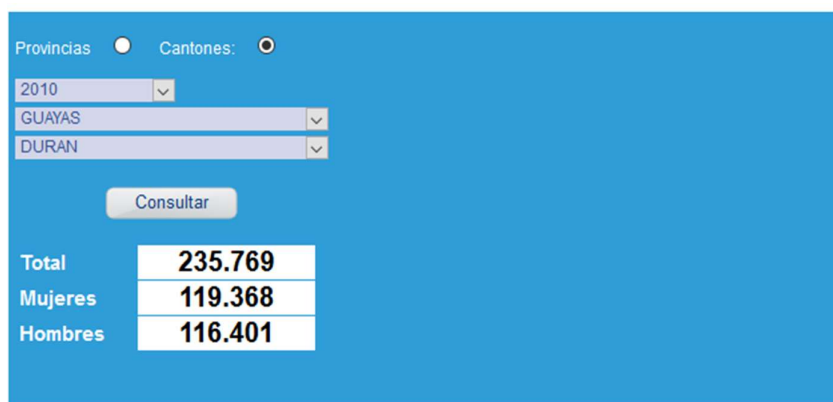 Provincias Cantones:
2010
GUAYAS
DURAN
Consultar
Total 235.769
Mujeres 119.368
Hombres 116.401